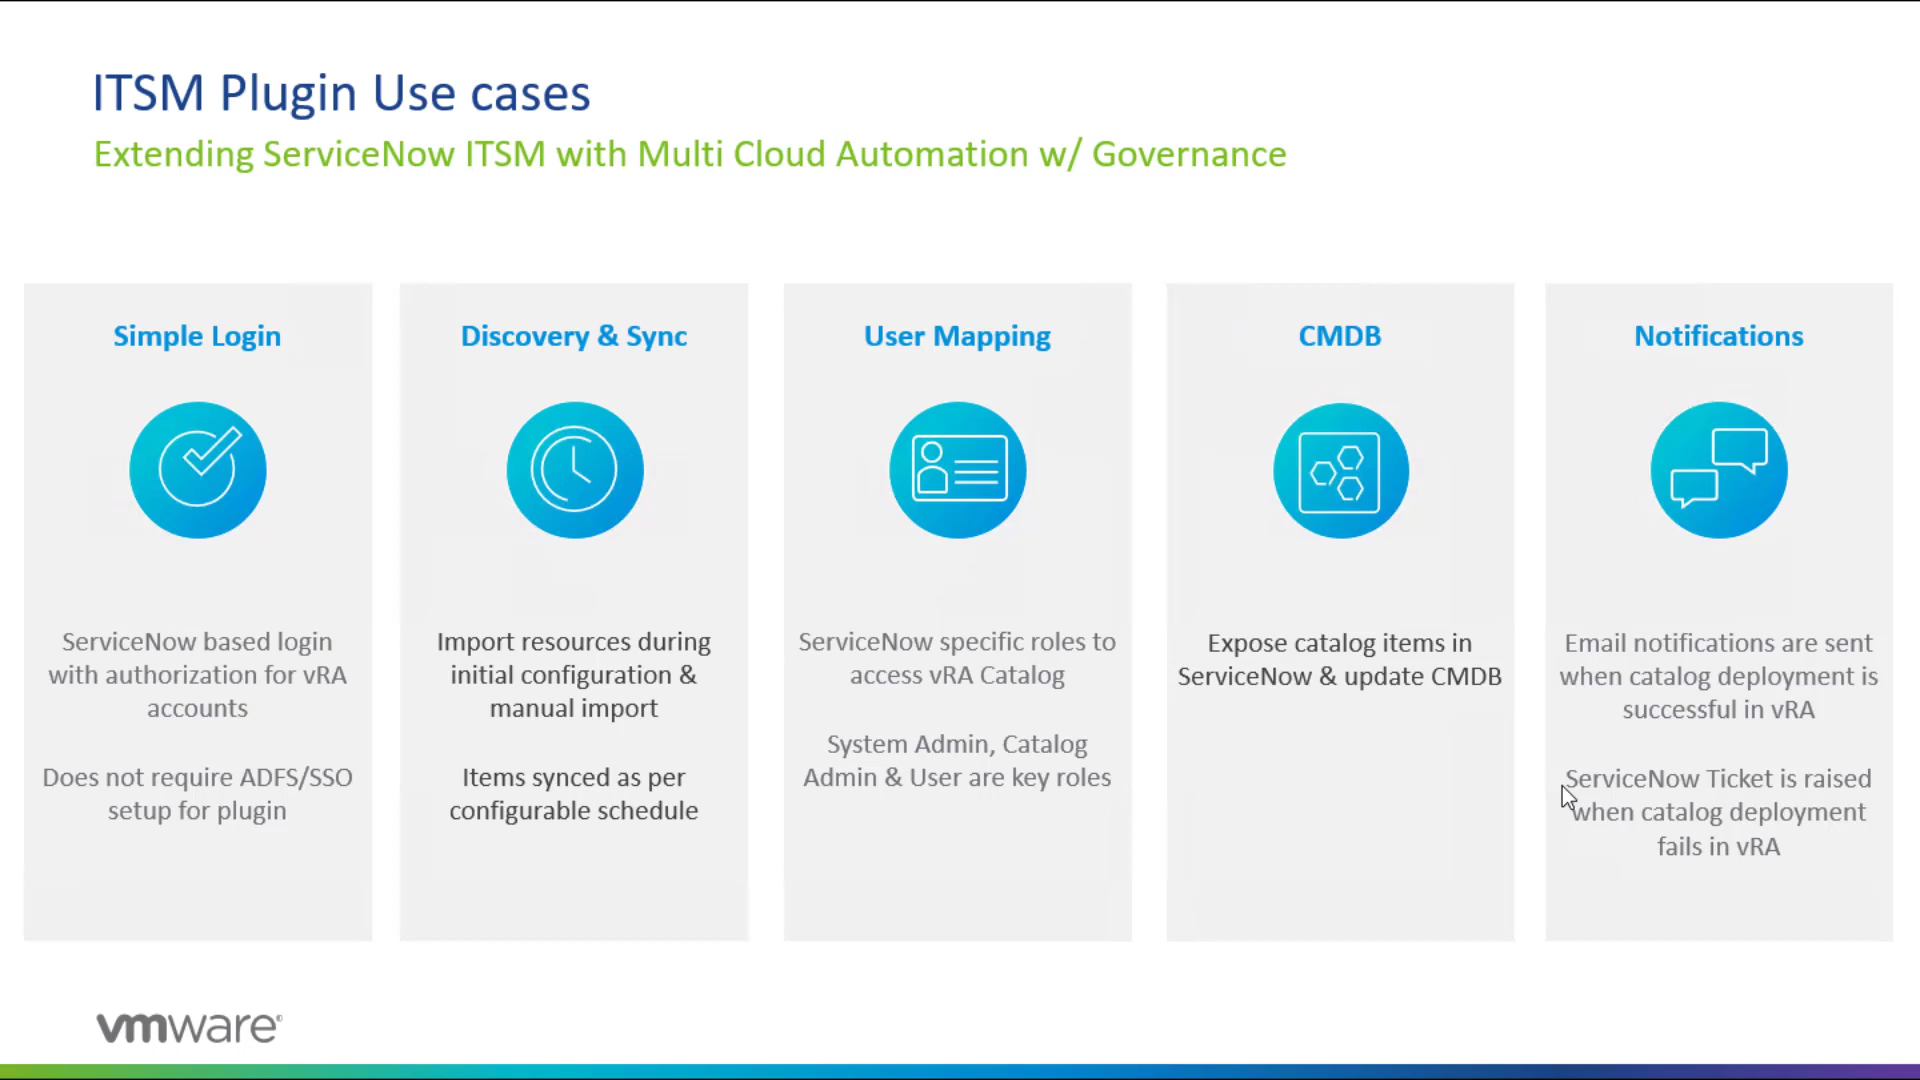 ITSM Plugin Use cases
Extending ServiceNow ITSM with Multi Cloud Automation w/ Governance
Simple Login
ServiceNow based login
with authorization for vRA
accounts
Does not require ADFS/SSO
setup for plugin
Discovery & Sync
Import resources during
initial configuration &
manual import
Items synced as per
configurable schedule
User Mapping
ServiceNow specific roles to
access vRA Catalog
System Admin, Catalog
Admin & User are key roles
CMDB
Expose catalog items in
ServiceNow & update CMDB
Notifications
Email notifications are sent
when catalog deployment is
successful in vRA
ServiceNow Ticket is raised
when catalog deployment
fails in vRA
vmware®